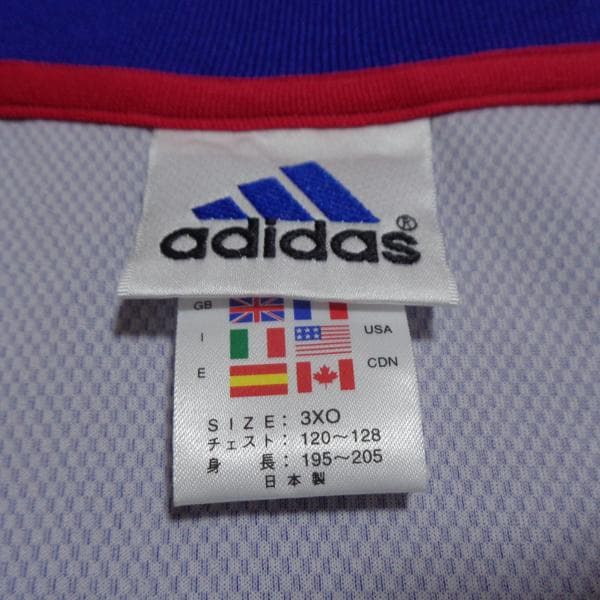 adidas®
GB
I USA
E CDN
SIZE: 3XO
チェスト: 120〜128
身長: 195〜205
日本製